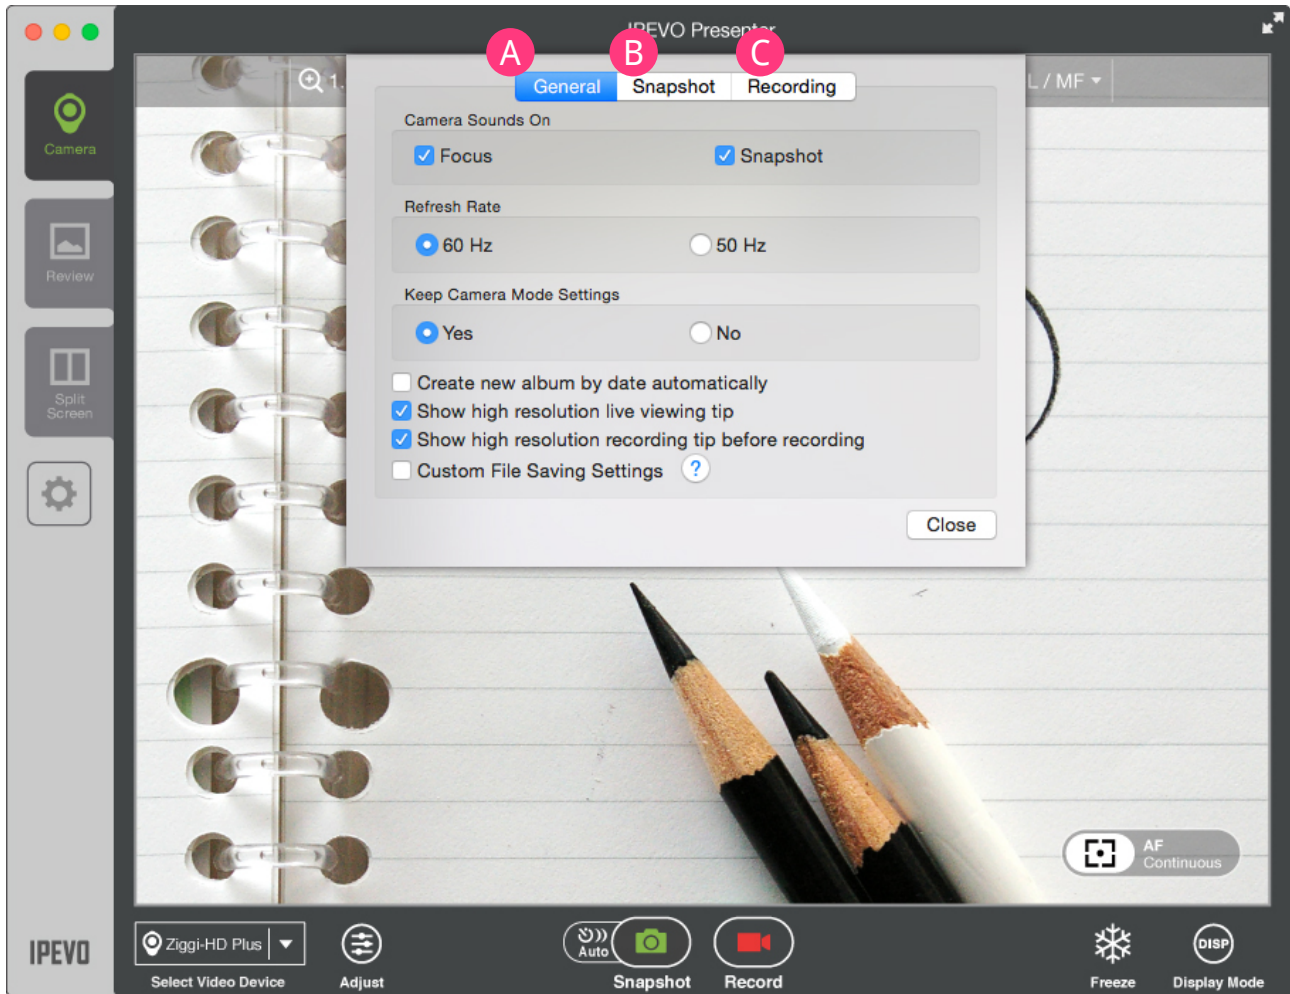 IPEVO Presenter
A
B
C
1.
L / MF
General
Snapshot
Recording
Camera Sounds On
Focus
Snapshot
Refresh Rate
60 Hz
50 Hz
Keep Camera Mode Settings
Yes
No
Create new album by date automatically
Show high resolution live viewing tip
Show high resolution recording tip before recording
Custom File Saving Settings
?
Close
Camera
Review
Split
Screen
AF
Continuous
IPEVO
Ziggi-HD Plus
Select Video Device
Adjust
Auto
Snapshot
Record
Freeze
DISP
Display Mode